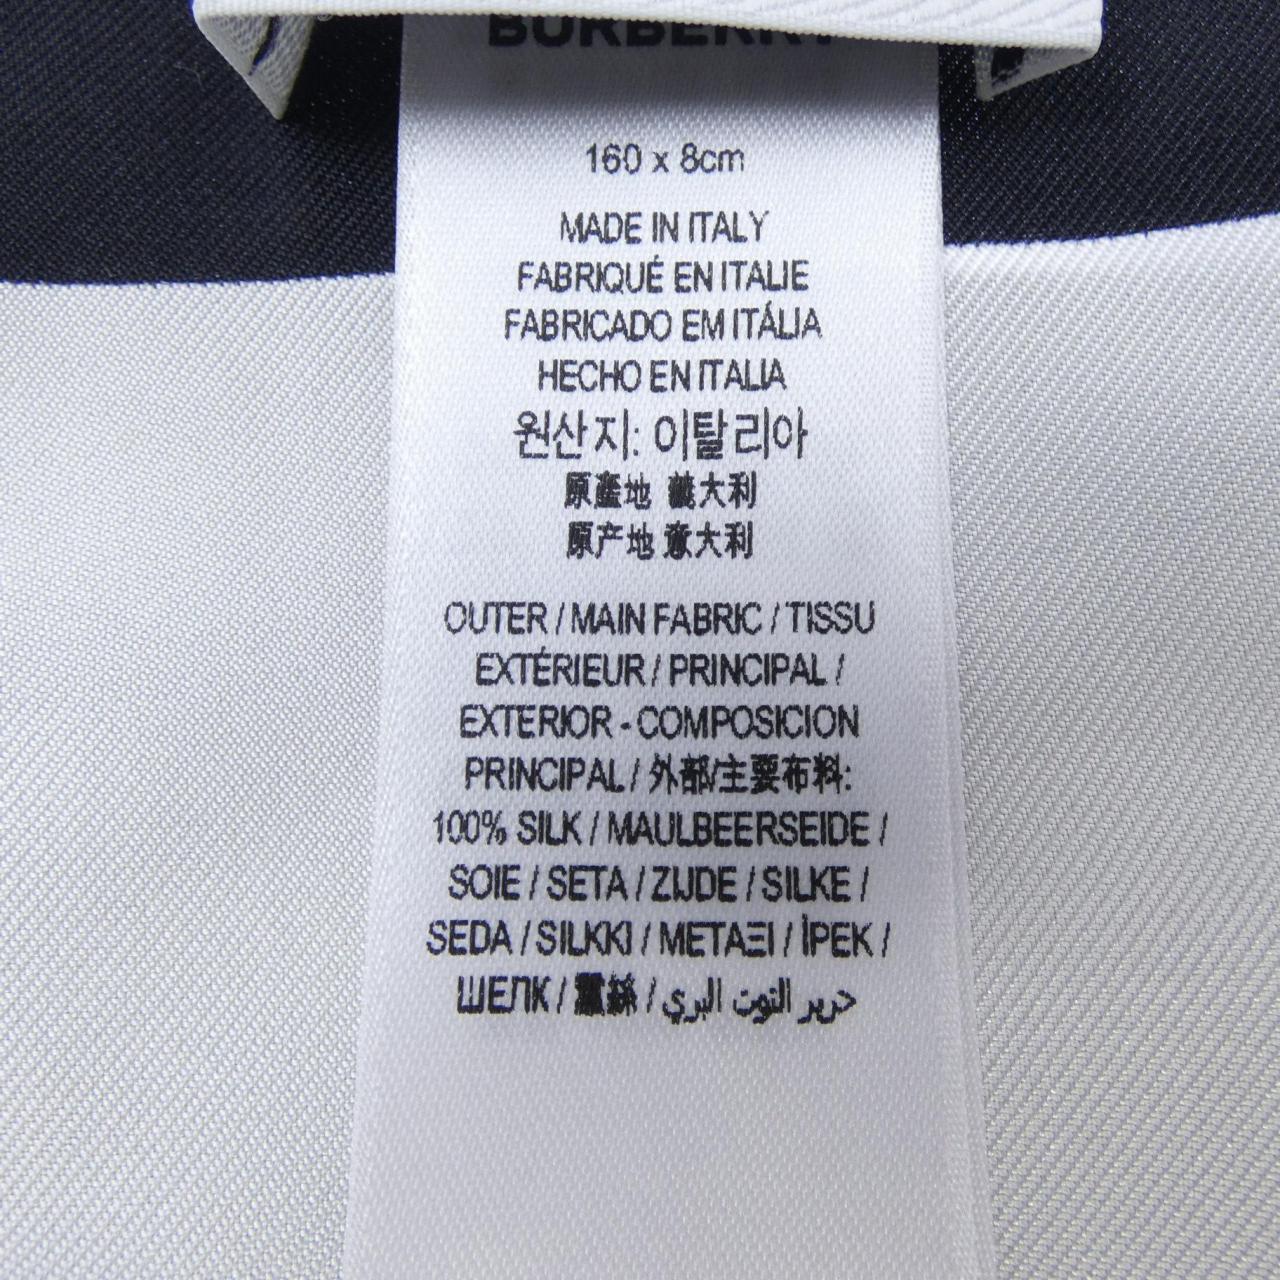 BURBERRY
160 x 8cm
MADE IN ITALY
FABRIQUÉ EN ITALIE
FABRICADO EM ITÁLIA
HECHO EN ITALIA
원산지: 이탈리아
原產地 義大利
原产地 意大利
OUTER / MAIN FABRIC / TISSU
EXTÉRIEUR / PRINCIPAL /
EXTERIOR - COMPOSICION
PRINCIPAL / 外部/主要布料:
100% SILK / MAULBEERSEIDE /
SOIE / SETA / ZIJDE / SILKE /
SEDA / SILKKI / ΜΕΤΑΞΙ / İPEK /
ШЕЛК / 蠶絲 / حرير التوت البري